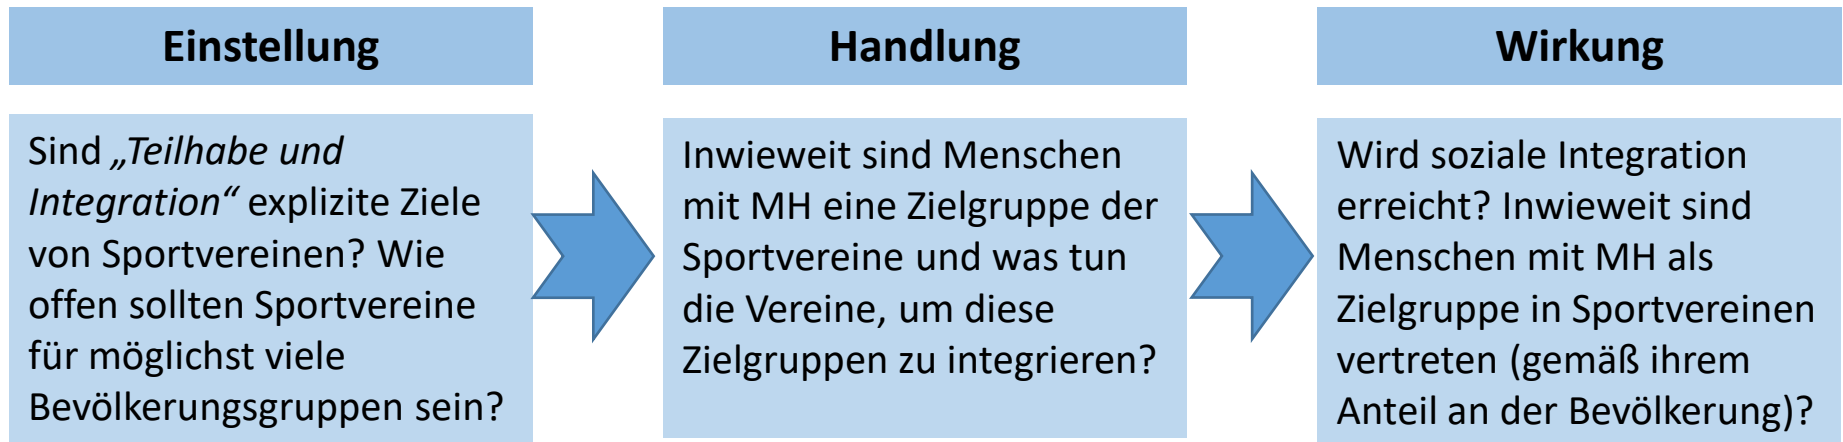 Einstellung
Sind „Teilhabe und
Integration“ explizite Ziele
von Sportvereinen? Wie
offen sollten Sportvereine
für möglichst viele
Bevölkerungsgruppen sein?
Handlung
Inwieweit sind Menschen
mit MH eine Zielgruppe der
Sportvereine und was tun
die Vereine, um diese
Zielgruppen zu integrieren?
Wirkung
Wird soziale Integration
erreicht? Inwieweit sind
Menschen mit MH als
Zielgruppe in Sportvereinen
vertreten (gemäß ihrem
Anteil an der Bevölkerung)?